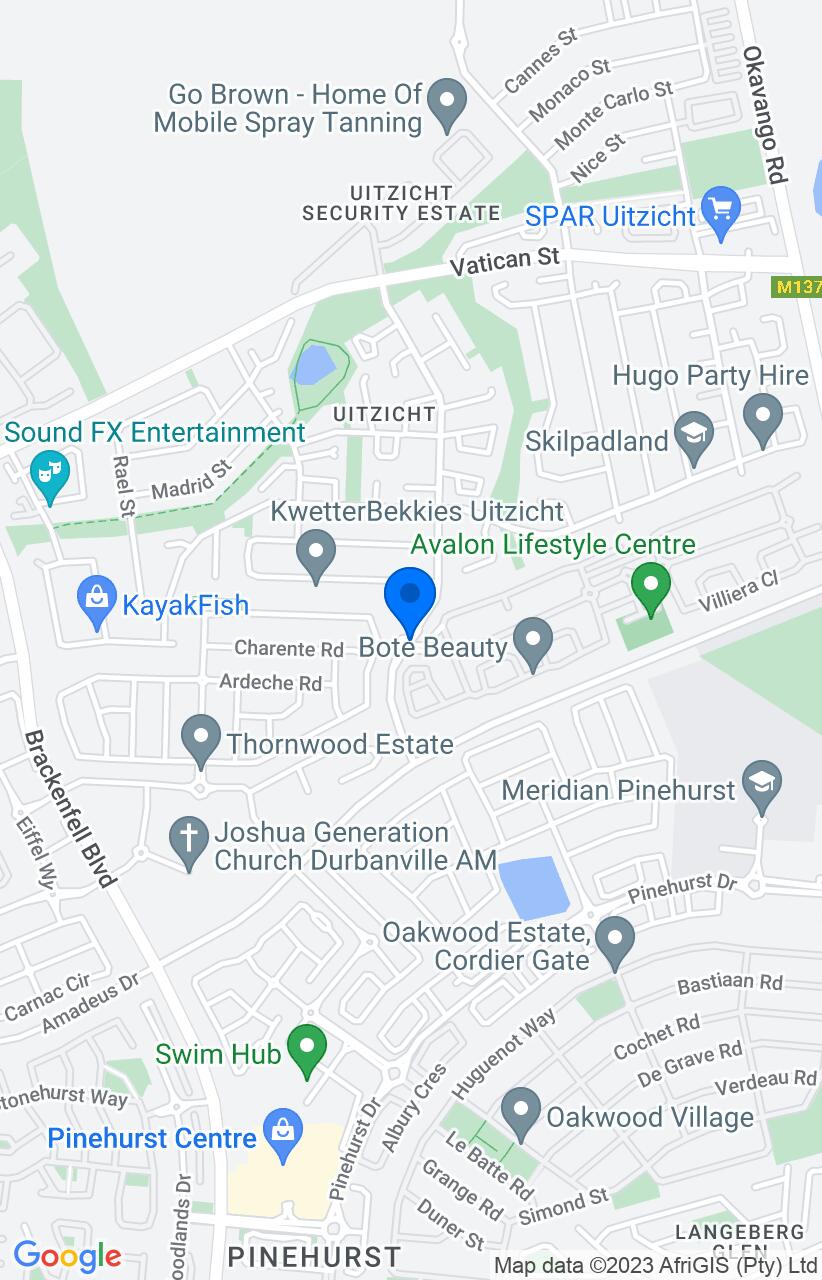 Cannes St
Monaco St
Okavango Rd
Go Brown - Home Of
Mobile Spray Tanning
Monte Carlo St
Nice St
UITZICHT
SECURITY ESTATE
SPAR Uitzicht
Vatican St
M137
Hugo Party Hire
UITZICHT
Sound FX Entertainment
Skilpadland
Rael St
Madrid St
KwetterBekkies Uitzicht
Avalon Lifestyle Centre
KayakFish
Villiera Cl
Charente Rd
Bote Beauty
Ardeche Rd
Thornwood Estate
Brackenfell Blvd
Meridian Pinehurst
Eiffel Wy
Joshua Generation
Church Durbanville AM
Pinehurst Dr
Oakwood Estate,
Cordier Gate
Carnac Cir
Amadeus Dr
Bastiaan Rd
Huguenot Way
Cochet Rd
Swim Hub
De Grave Rd
Verdeau Rd
tonehurst Way
Albury Cres
Oakwood Village
Pinehurst Centre
Pinehurst Dr
Le Batte Rd
Grange Rd
Simond St
oodlands Dr
Duner St
LANGEBERG
GLEN
Google
PINEHURST
Map data ©2023 AfriGIS (Pty) Ltd